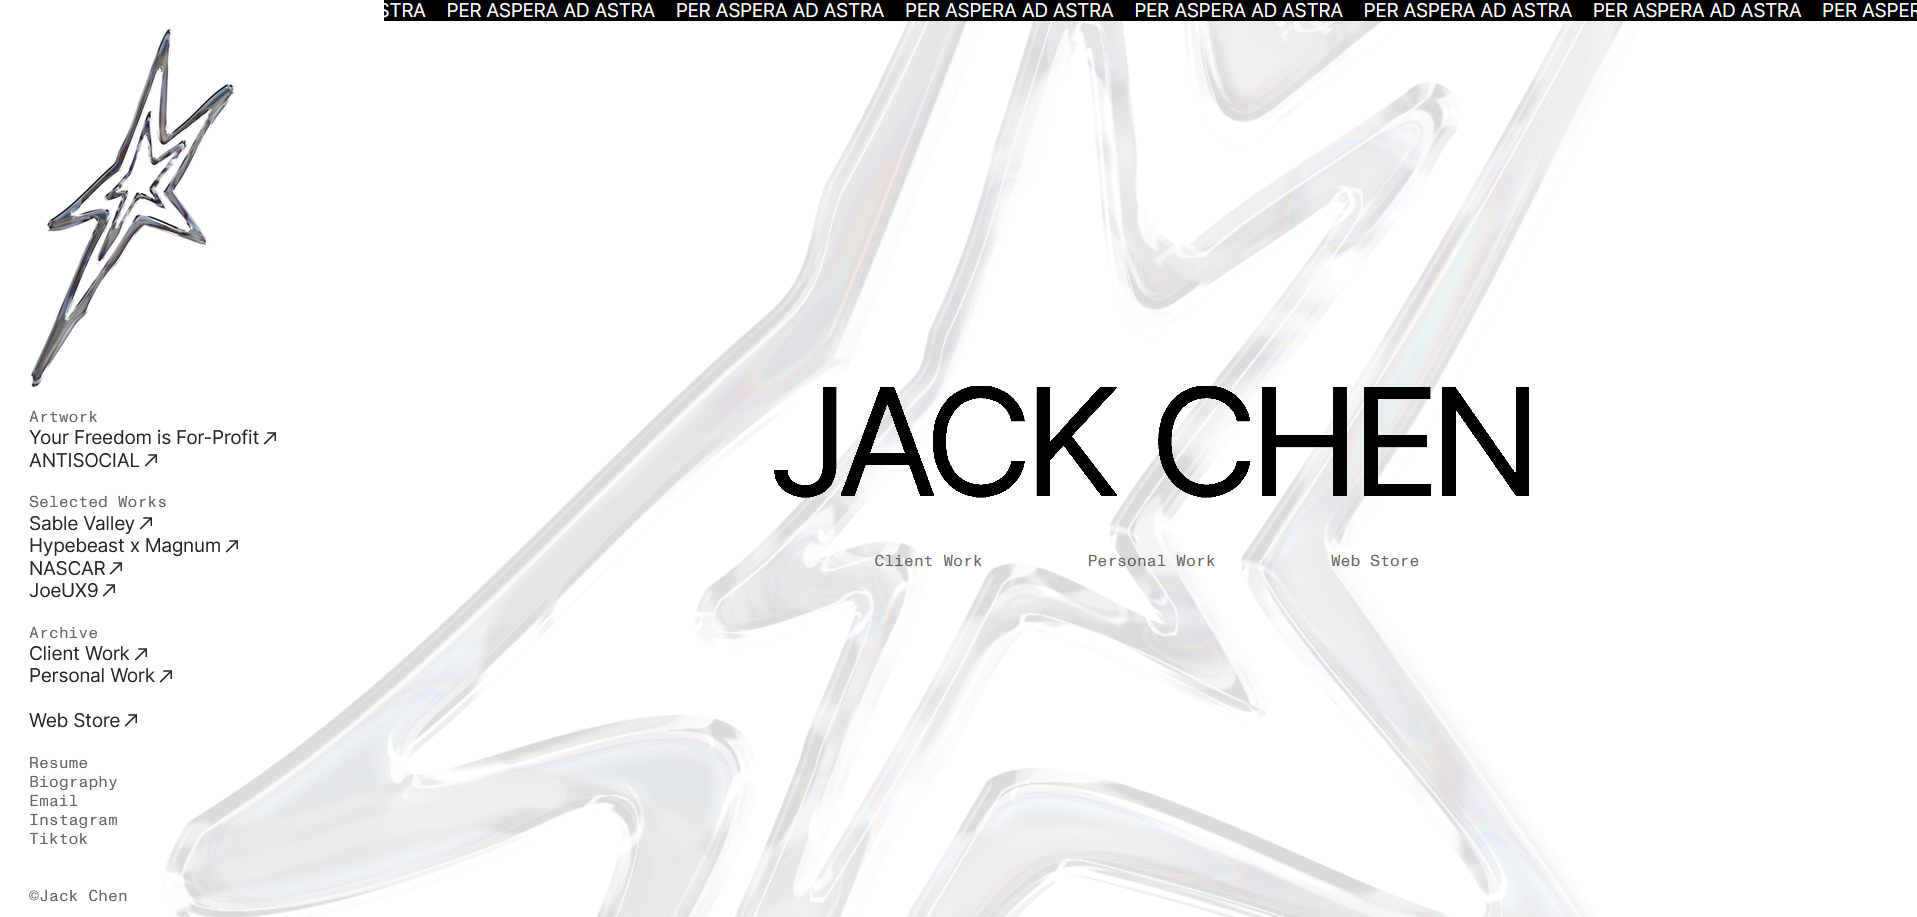 STRA PER ASPERA AD ASTRA PER ASPERA AD ASTRA PER ASPERA AD ASTRA PER ASPERA AD ASTRA PER ASPERA AD ASTRA PER ASPERA AD ASTRA PER ASPER
Artwork
Your Freedom is For-Profit↗
ANTISOCIAL↗
Selected Works
Sable Valley↗
Hypebeast x Magnum↗
NASCAR↗
JoeUX9↗
Archive
Client Work↗
Personal Work↗
Web Store↗
Resume
Biography
Email
Instagram
Tiktok
©Jack Chen
JACK CHEN
Client Work Personal Work Web Store